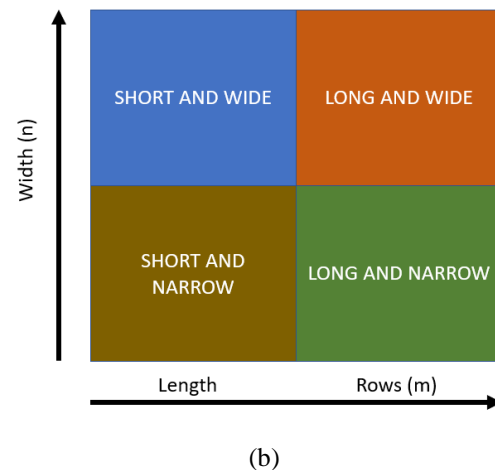 SHORT AND WIDE
LONG AND WIDE
Width (n)
SHORT AND
NARROW
LONG AND NARROW
Length
Rows (m)
(b)